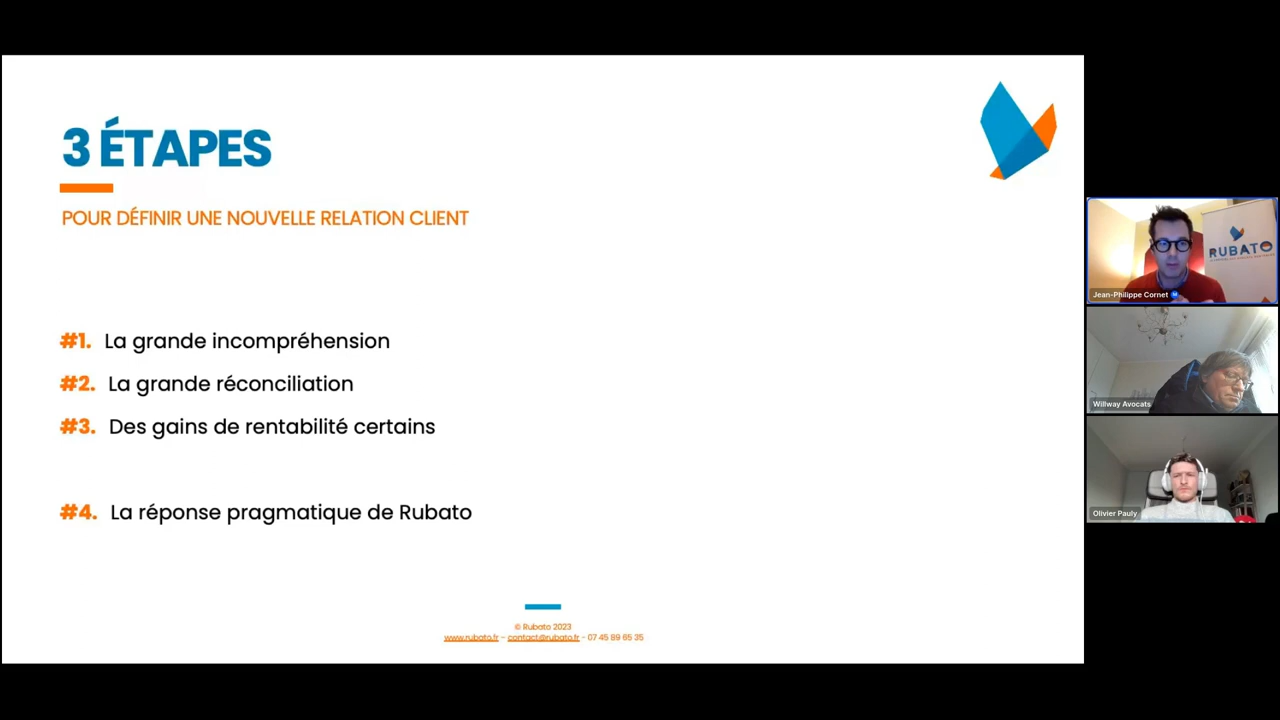 3 ÉTAPES
POUR DÉFINIR UNE NOUVELLE RELATION CLIENT
#1. La grande incompréhension
#2. La grande réconciliation
#3. Des gains de rentabilité certains
#4. La réponse pragmatique de Rubato
© Rubato 2023
www.rubato.fr – contact@rubato.fr - 07 45 89 65 35
RUBATO
Jean-Philippe Cornet
Willway Avocats
Olivier Pauly